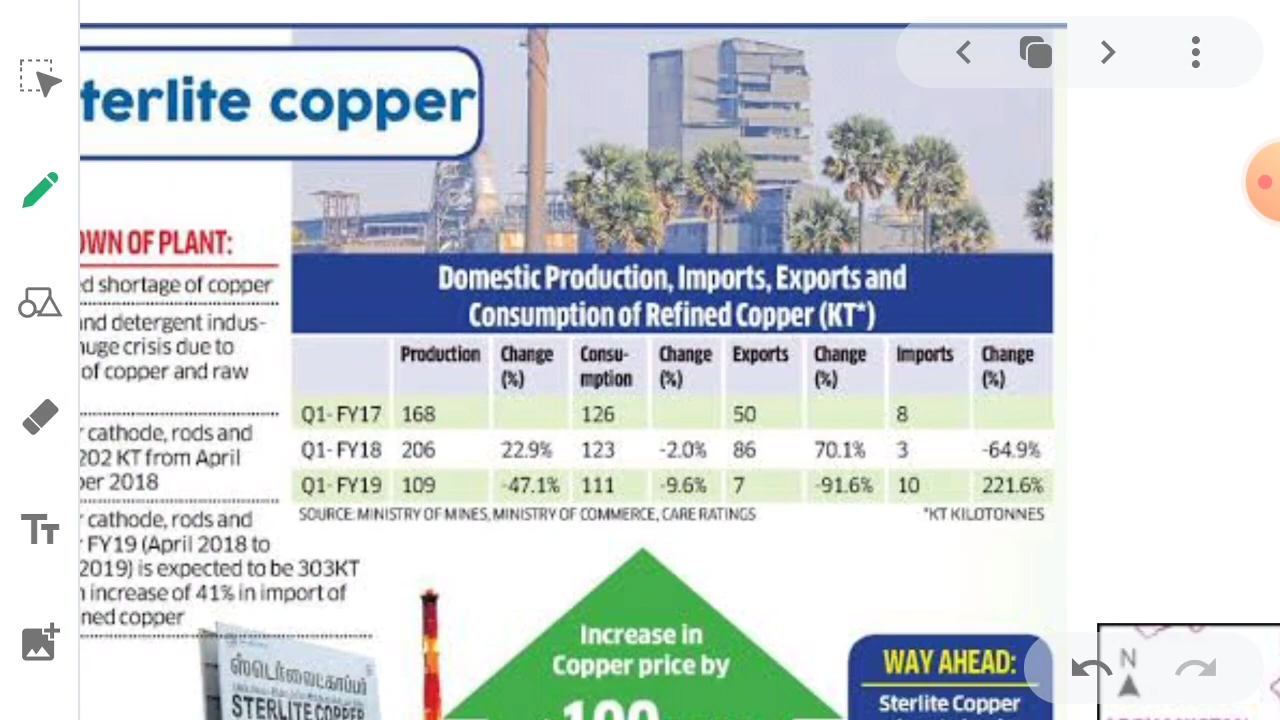 terlite copper
OWN OF PLANT:
d shortage of copper
nd detergent indus-
uge crisis due to
of copper and raw
cathode, rods and
202 KT from April
er 2018
cathode, rods and
FY19 (April 2018 to
2019) is expected to be 303KT
increase of 41% in import of
ned copper
Domestic Production, Imports, Exports and
Consumption of Refined Copper (KT*)
Production Change (%) Consu-mption Change (%) Exports Change (%) Imports Change (%)
Q1- FY17 168 126 50 8
Q1- FY18 206 22.9% 123 -2.0% 86 70.1% 3 -64.9%
Q1- FY19 109 -47.1% 111 -9.6% 7 -91.6% 10 221.6%
SOURCE: MINISTRY OF MINES, MINISTRY OF COMMERCE, CARE RATINGS *KT KILOTONNES
ஸ்டெர்லைட்காப்பர்
STERLITE COPPER
Increase in
Copper price by
100
WAY AHEAD:
Sterlite Copper
N
Tт